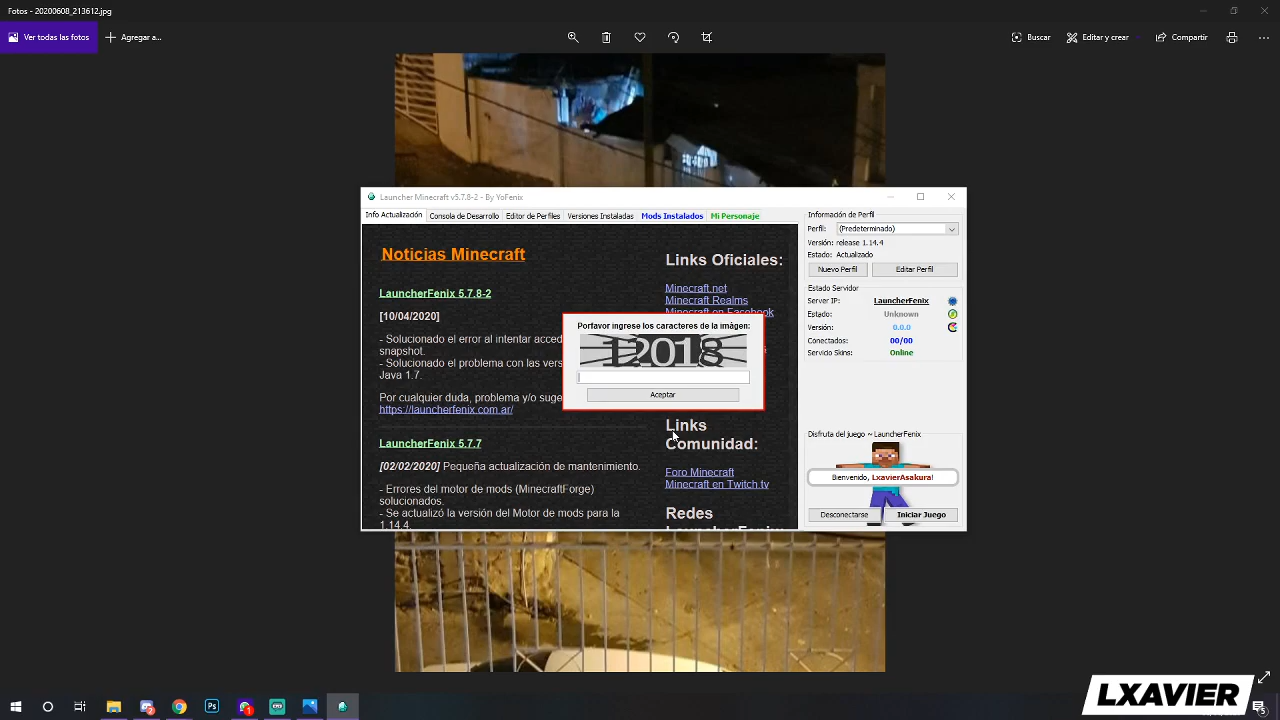 Fotos - 20200608_213612.jpg
Ver todas las fotos
Agregar a...
Buscar
Editar y crear
Compartir
Launcher Minecraft v5.7.8-2 - By YoFenix
Info Actualización
Consola de Desarrollo
Editor de Perfiles
Versiones Instaladas
Mods Instalados
Mi Personaje
Noticias Minecraft
LauncherFenix 5.7.8-2
[10/04/2020]
- Solucionado el error al intentar acced
snapshot.
- Solucionado el problema con las vers
Java 1.7.
Por cualquier duda, problema y/o suge
https://launcherfenix.com.ar/
LauncherFenix 5.7.7
[02/02/2020] Pequeña actualización de mantenimiento.
- Errores del motor de mods (MinecraftForge)
solucionados.
- Se actualizó la versión del Motor de mods para la
1.14.4.
Links Oficiales:
Minecraft net
Minecraft Realms
Minecraft en Facebook
Links
Comunidad:
Foro Minecraft
Minecraft en Twitch tv
Redes
LauncherFenix
Porfavor ingrese los caracteres de la imágen:
12018
Aceptar
Información de Perfil
Perfil: (Predeterminado)
Versión: release 1.14.4
Estado: Actualizado
Nuevo Perfil
Editar Perfil
Estado Servidor
Server IP: LauncherFenix
Estado: Unknown
Versión: 0.0.0
Conectados: 00/00
Servicio Skins: Online
Disfruta del juego ~ LauncherFenix
Bienvenido, LxavierAsakura!
Desconectarse
Iniciar Juego
LXAVIER